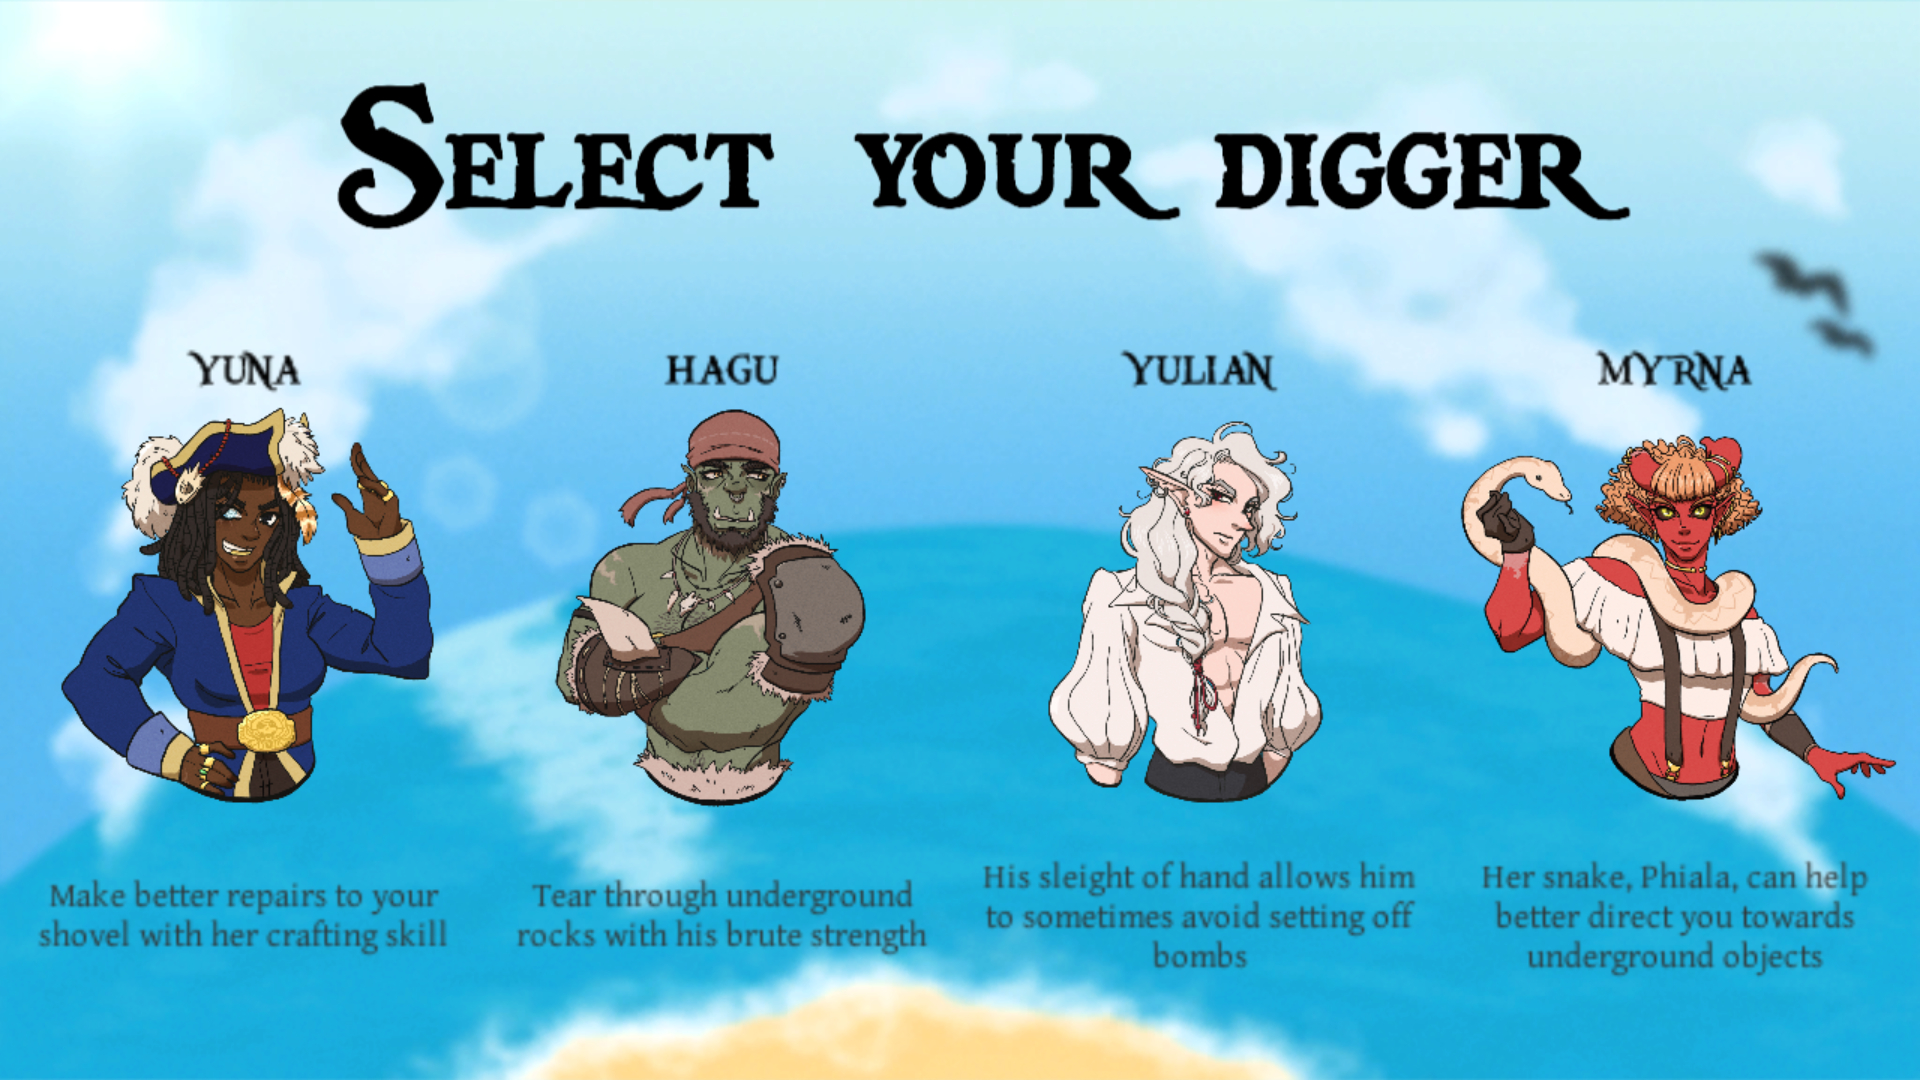 Select your digger
YUNA
HAGU
YULIAN
MYRNA
Make better repairs to your
shovel with her crafting skill
Tear through underground
rocks with his brute strength
His sleight of hand allows him
to sometimes avoid setting off
bombs
Her snake, Phiala, can help
better direct you towards
underground objects